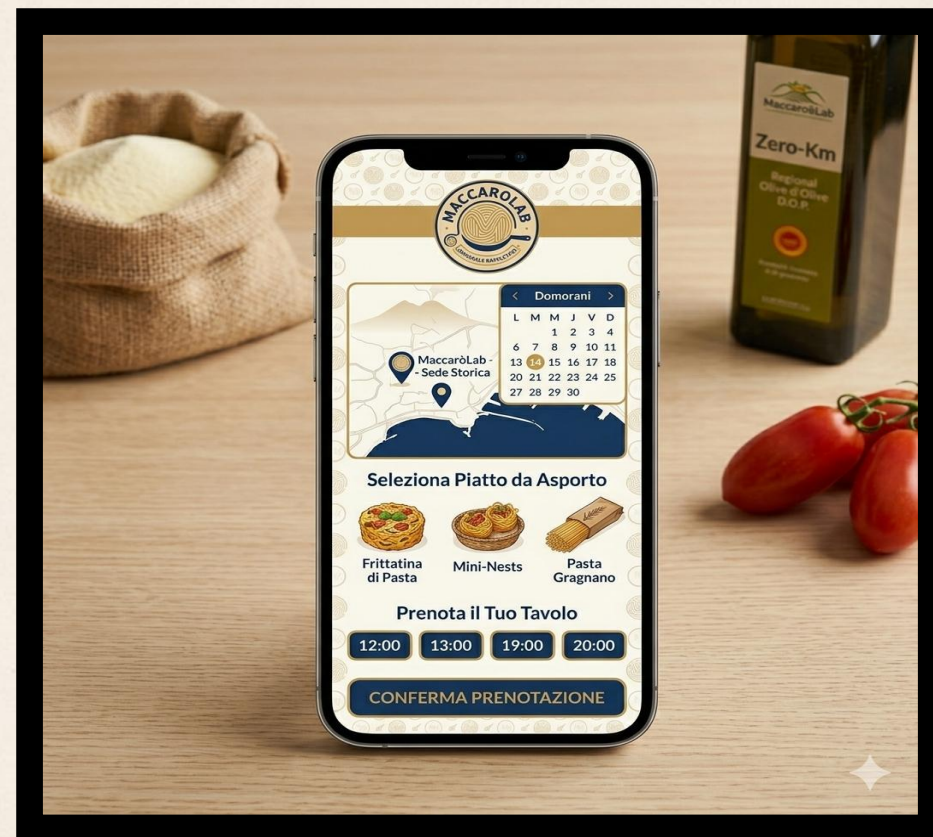 MACCAROLAB
Domorani
L M M J V D
1 2 3 4
6 7 8 9 10 11
13 14 15 16 17 18
20 21 22 23 24 25
27 28 29 30
MaccaròLab -
- Sede Storica
Seleziona Piatto da Asporto
Frittatina
di Pasta
Mini-Nests
Pasta
Gragnano
Prenota il Tuo Tavolo
12:00 13:00 19:00 20:00
CONFERMA PRENOTAZIONE
Zero-Km
Regional
Olive d'Olive
D.O.P.